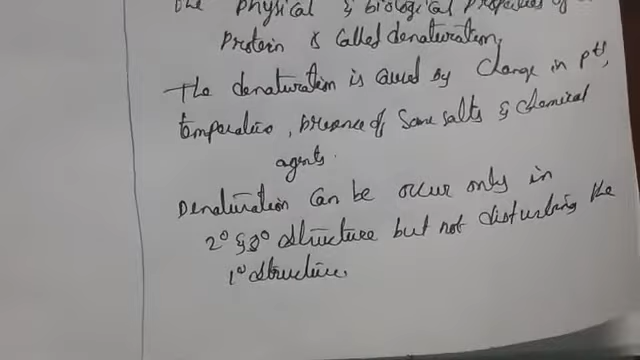 The physical & biological properties of
Protein is Called denaturation,
The denaturation is caused by change in pH,
temperature, presence of some salts & chemical
agents.
Denaturation can be occur only in
2° & 3° structure but not disturbing the
1° structure.